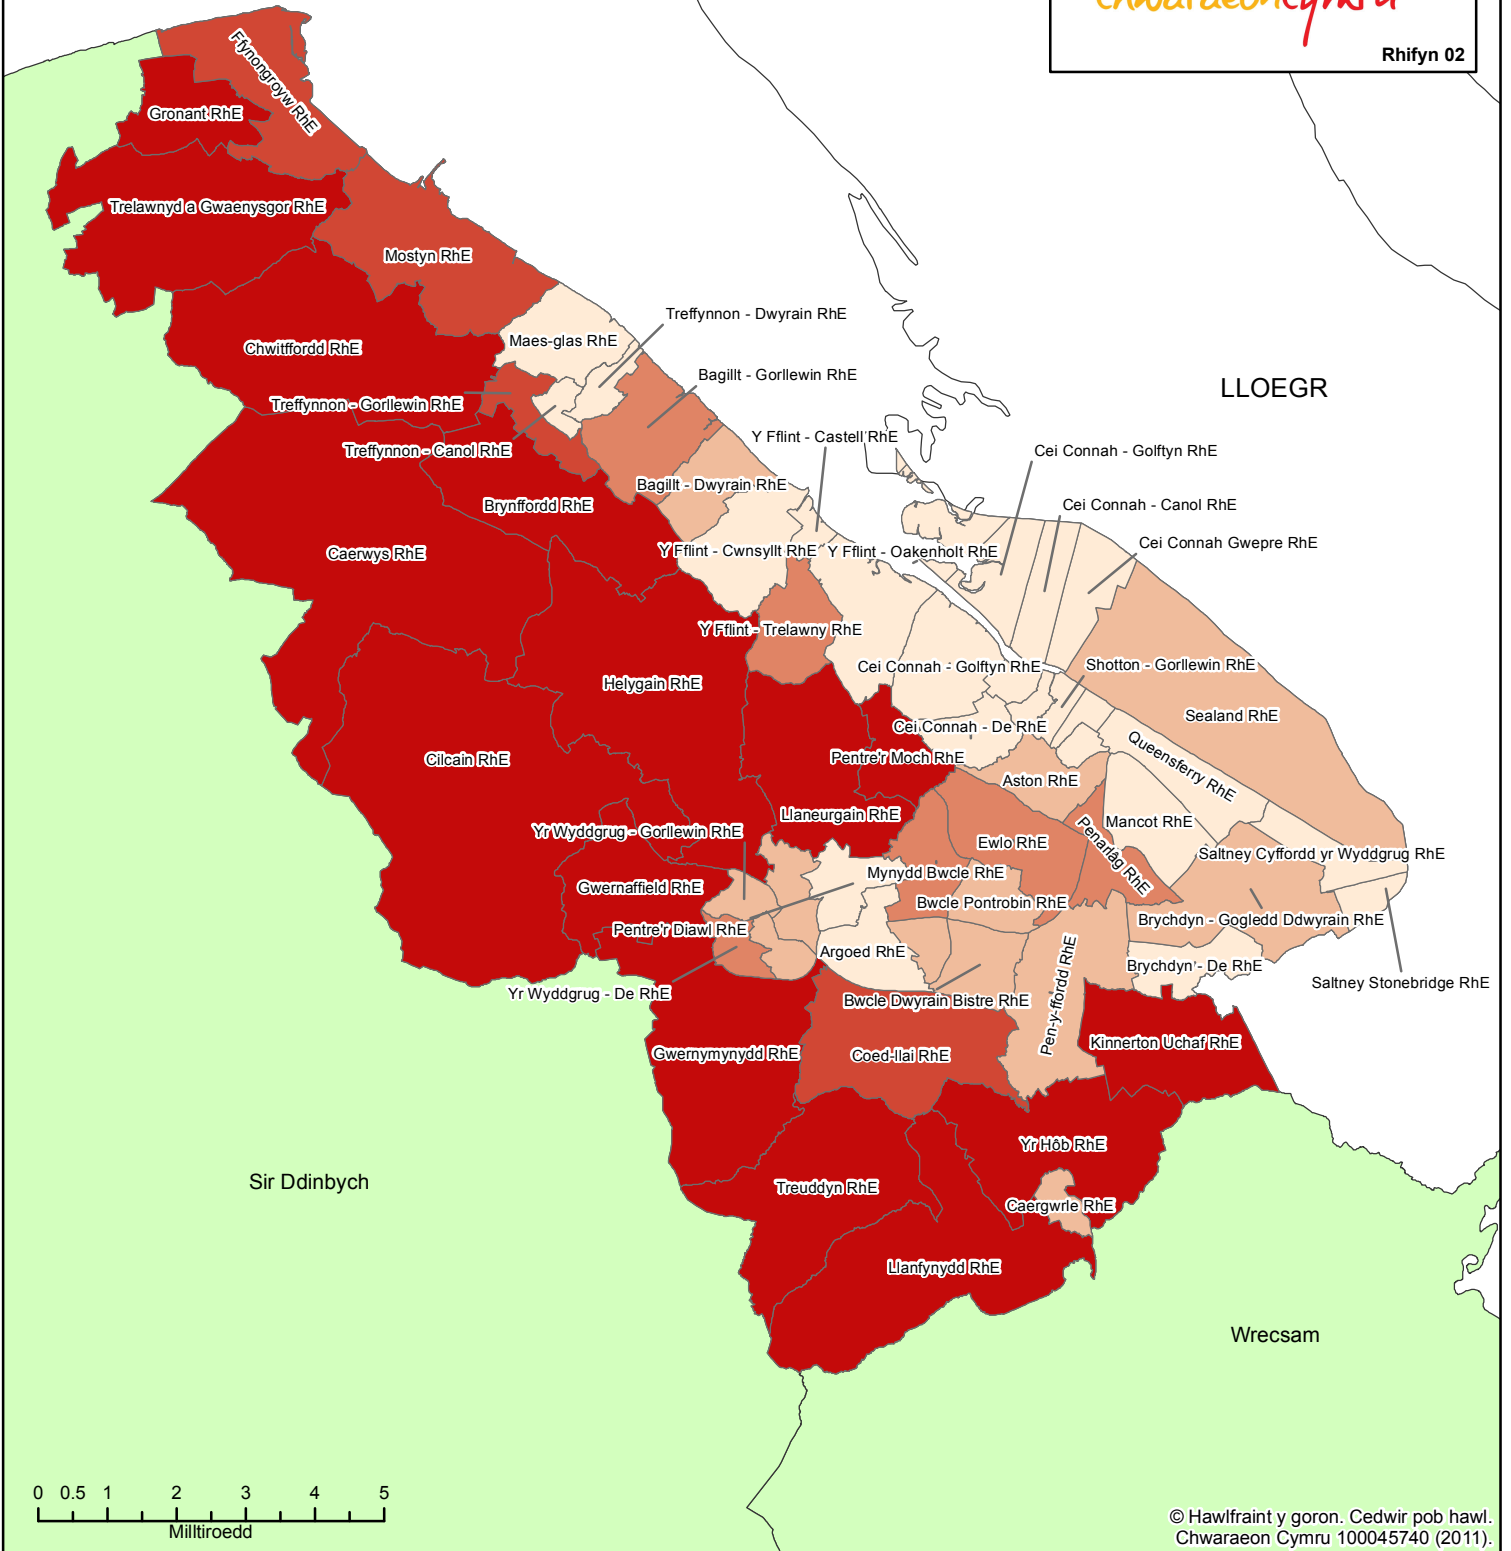 chwaraeoncymru
Rhifyn 02
Ffynongroyw RhE
Gronant RhE
Trelawnyd a Gwaenysgor RhE
Mostyn RhE
Treffynnon - Dwyrain RhE
Maes-glas RhE
Chwitffordd RhE
Bagillt - Gorllewin RhE
LLOEGR
Treffynnon - Gorllewin RhE
Y Fflint - Castell RhE
Treffynnon - Canol RhE
Cei Connah - Golftyn RhE
Bagillt - Dwyrain RhE
Brynffordd RhE
Cei Connah - Canol RhE
Cei Connah Gwepre RhE
Caerwys RhE
Y Fflint - Cwnsyllt RhE
Y Fflint - Oakenholt RhE
Y Fflint - Trelawny RhE
Cei Connah - Golftyn RhE
Shotton - Gorllewin RhE
Helygain RhE
Sealand RhE
Cei Connah - De RhE
Cilcain RhE
Pentre'r Moch RhE
Queensferry RhE
Aston RhE
Llaneurgain RhE
Mancot RhE
Yr Wyddgrug - Gorllewin RhE
Ewlo RhE
Penarlâg RhE
Saltney Cyffordd yr Wyddgrug RhE
Mynydd Bwcle RhE
Gwernaffield RhE
Bwcle Pontrobin RhE
Brychdyn - Gogledd Ddwyrain RhE
Pentre'r Diawl RhE
Argoed RhE
Brychdyn - De RhE
Saltney Stonebridge RhE
Yr Wyddgrug - De RhE
Bwcle Dwyrain Bistre RhE
Pen-y-ffordd RhE
Gwernymynydd RhE
Coed-llai RhE
Kinnerton Uchaf RhE
Yr Hôb RhE
Sir Ddinbych
Treuddyn RhE
Caergwrle RhE
Llanfynydd RhE
Wrecsam
0 0.5 1 2 3 4 5
Milltiroedd
© Hawlfraint y goron. Cedwir pob hawl.
Chwaraeon Cymru 100045740 (2011).